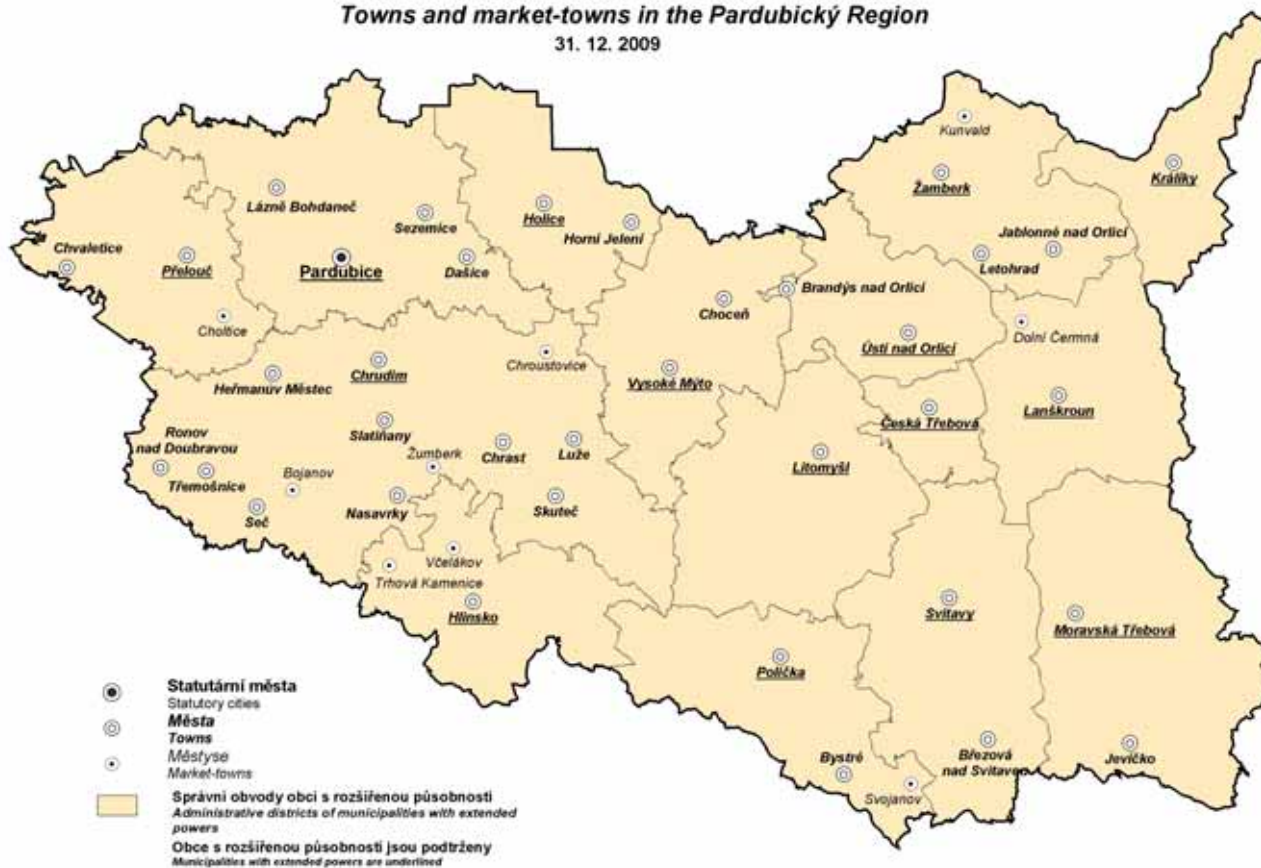 Towns and market-towns in the Pardubický Region
31. 12. 2009
Kunvald
Žamberk
Králíky
Lázně Bohdaneč
Sezemice
Holice
Horní Jelení
Jablonné nad Orlicí
Letohrad
Chvaletice
Přelouč
Pardubice
Dašice
Brandýs nad Orlicí
Choceň
Choltice
Dolní Čermná
Ústí nad Orlicí
Chroustovice
Chrudim
Heřmanův Městec
Vysoké Mýto
Lanškroun
Česká Třebová
Slatiňany
Ronov
nad Doubravou
Chrast
Luže
Litomyšl
Žumberk
Bojanov
Třemošnice
Nasavrky
Skuteč
Seč
Včelákov
Trhová Kamenice
Hlinsko
Svitavy
Moravská Třebová
Polička
Bystré
Březová
nad Svitavou
Jevíčko
Svojanov
Statutární města
Statutory cities
Města
Towns
Městyse
Market-towns
Správní obvody obcí s rozšířenou působností
Administrative districts of municipalities with extended
powers
Obce s rozšířenou působností jsou podtrženy
Municipalities with extended powers are underlined